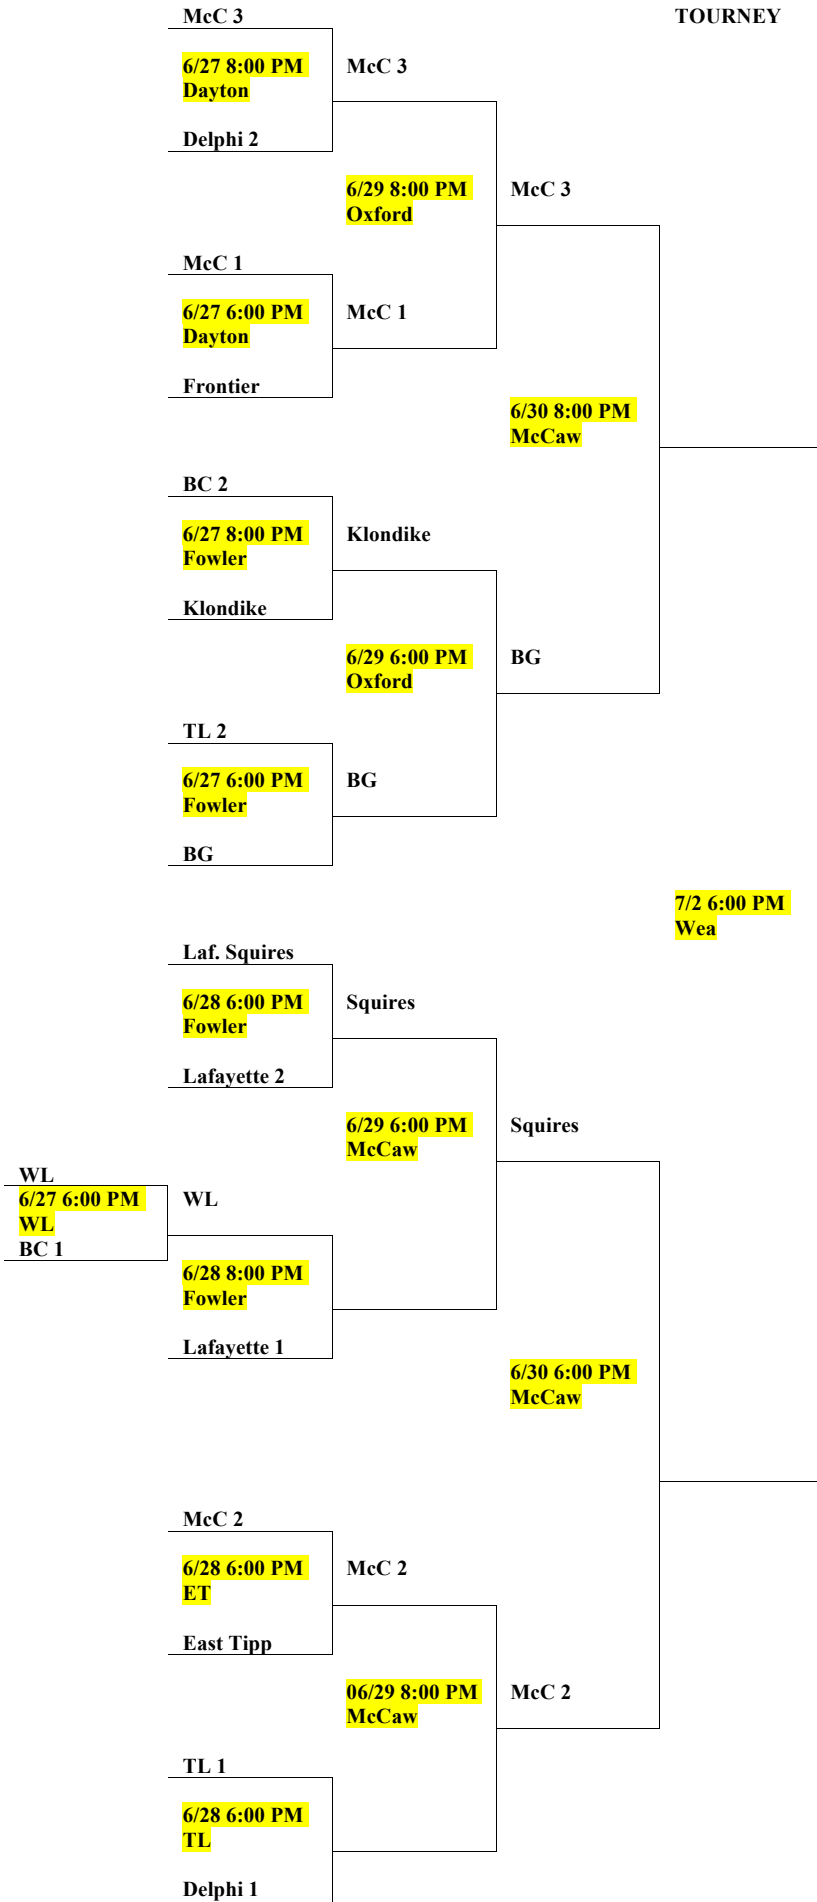 McC 3
TOURNEY
6/27 8:00 PM
Dayton
McC 3
Delphi 2
6/29 8:00 PM
Oxford
McC 3
McC 1
6/27 6:00 PM
Dayton
McC 1
Frontier
6/30 8:00 PM
McCaw
BC 2
6/27 8:00 PM
Fowler
Klondike
Klondike
6/29 6:00 PM
Oxford
BG
TL 2
6/27 6:00 PM
Fowler
BG
BG
7/2 6:00 PM
Wea
Laf. Squires
6/28 6:00 PM
Fowler
Squires
Lafayette 2
6/29 6:00 PM
McCaw
Squires
WL
6/27 6:00 PM
WL
BC 1
WL
6/28 8:00 PM
Fowler
Lafayette 1
6/30 6:00 PM
McCaw
McC 2
6/28 6:00 PM
ET
McC 2
East Tipp
06/29 8:00 PM
McCaw
McC 2
TL 1
6/28 6:00 PM
TL
Delphi 1